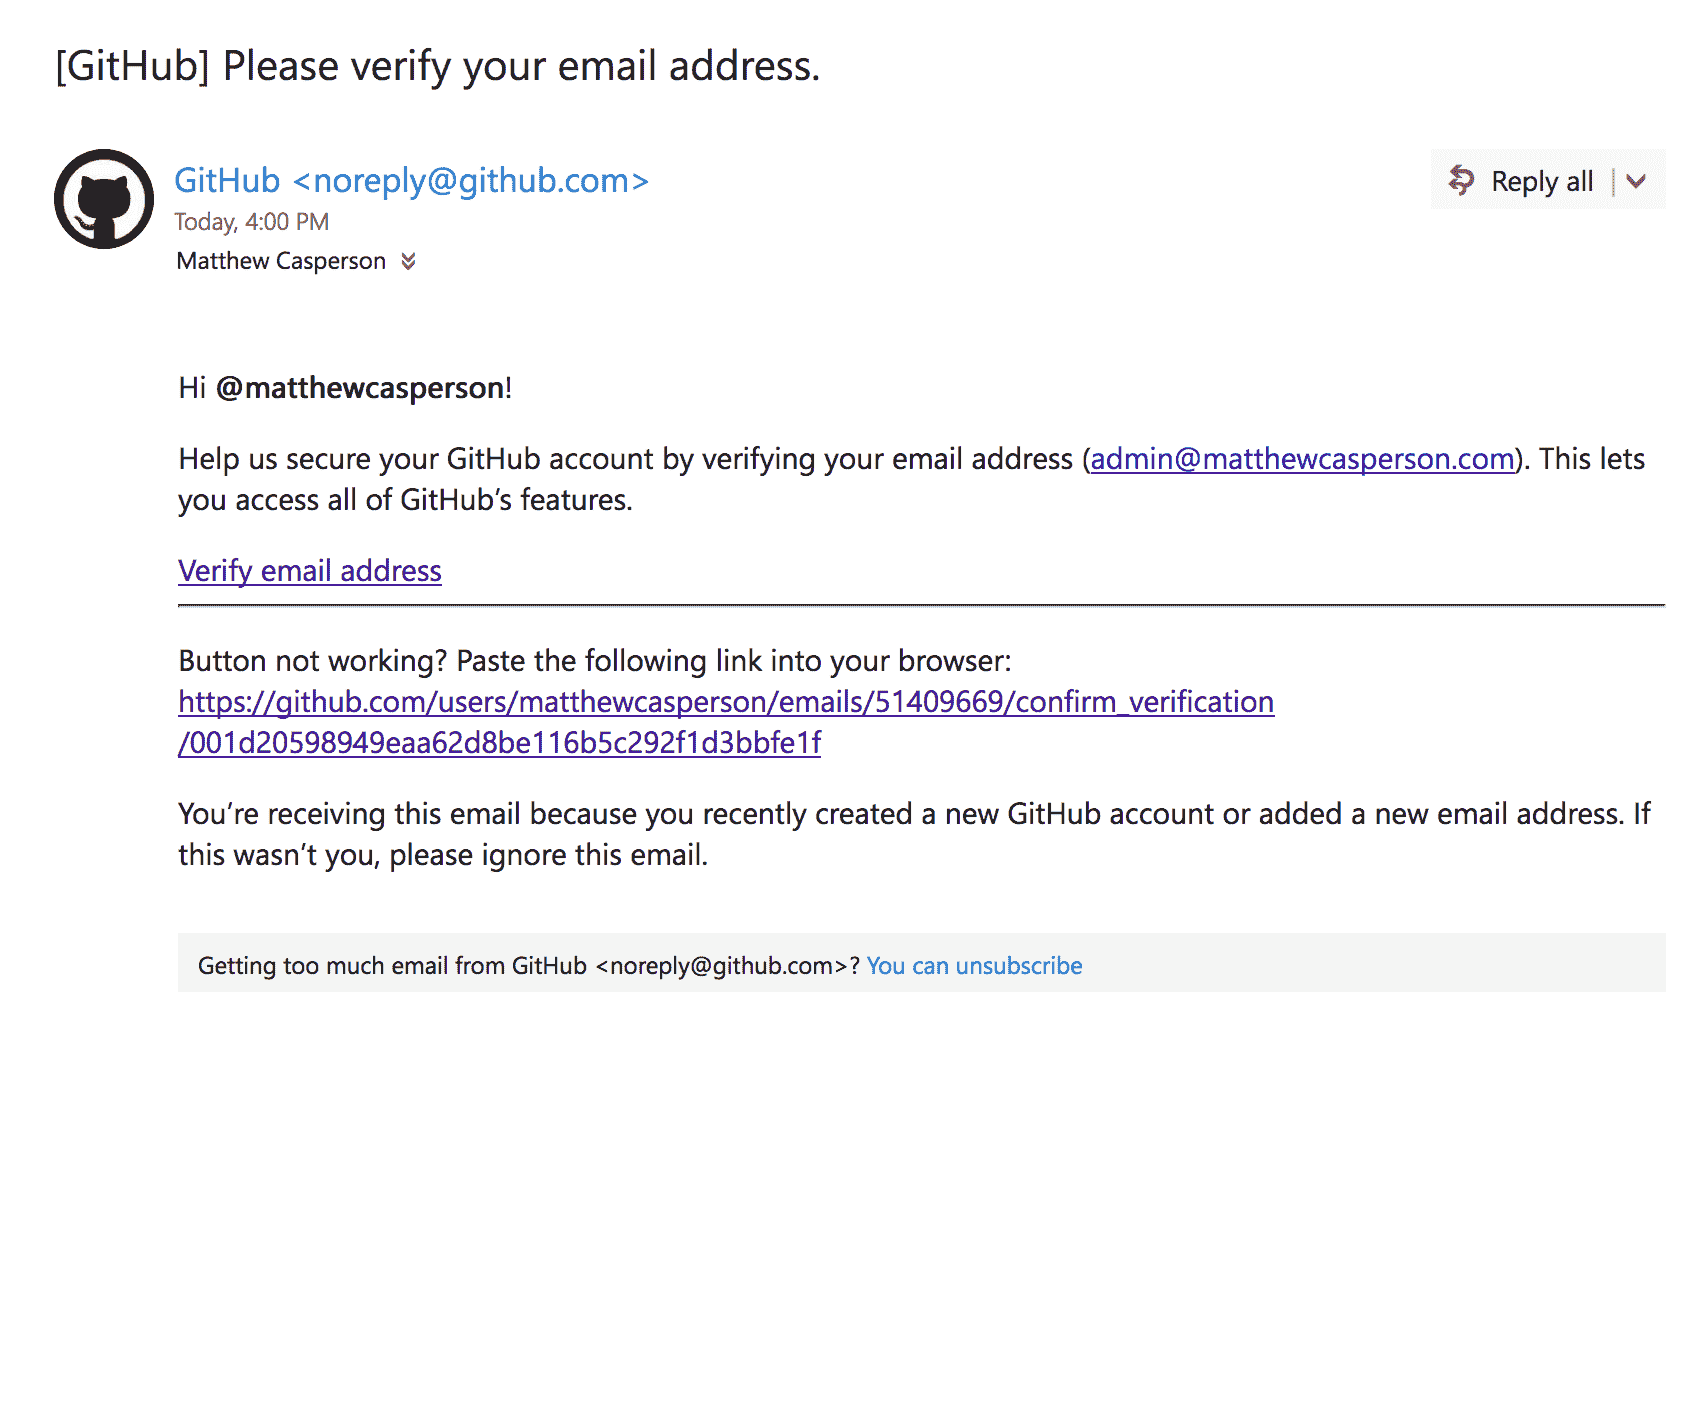 [GitHub] Please verify your email address.
GitHub <noreply@github.com>
Reply all
Today, 4:00 PM
Matthew Casperson
Hi @matthewcasperson!
Help us secure your GitHub account by verifying your email address (admin@matthewcasperson.com). This lets
you access all of GitHub’s features.
Verify email address
Button not working? Paste the following link into your browser:
https://github.com/users/matthewcasperson/emails/51409669/confirm_verification
/001d20598949eaa62d8be116b5c292f1d3bbfe1f
You’re receiving this email because you recently created a new GitHub account or added a new email address. If
this wasn’t you, please ignore this email.
Getting too much email from GitHub <noreply@github.com>? You can unsubscribe